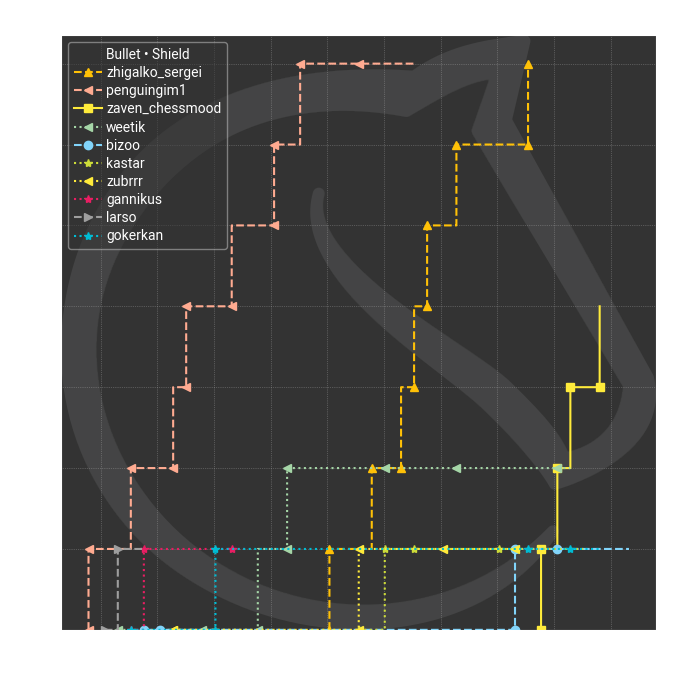 Bullet • Shield
zhigalko_sergei
penguingim1
zaven_chessmood
weetik
bizoo
kastar
zubrrr
gannikus
larso
gokerkan